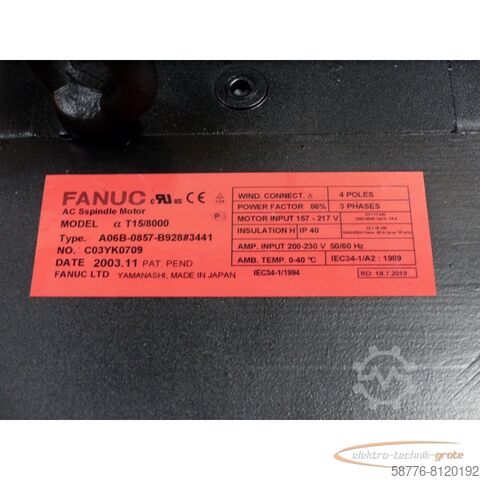 FANUC c UL us CE
AC Sspindle Motor
MODEL α T15/8000
Type. A06B-0857-B928#3441
NO. C03YK0709
DATE 2003.11 PAT. PEND
FANUC LTD YAMANASHI, MADE IN JAPAN
WIND. CONNECT. Δ 4 POLES
POWER FACTOR 86% 3 PHASES
MOTOR INPUT 157 - 217 V
INSULATION H IP 40
AMP. INPUT 200-230 V 50/60 Hz
AMB. TEMP. 0-40 °C IEC34-1/A2 : 1989
IEC34-1/1994 RD: 18.7.2019
elektro-technik-grote
58776-8120192